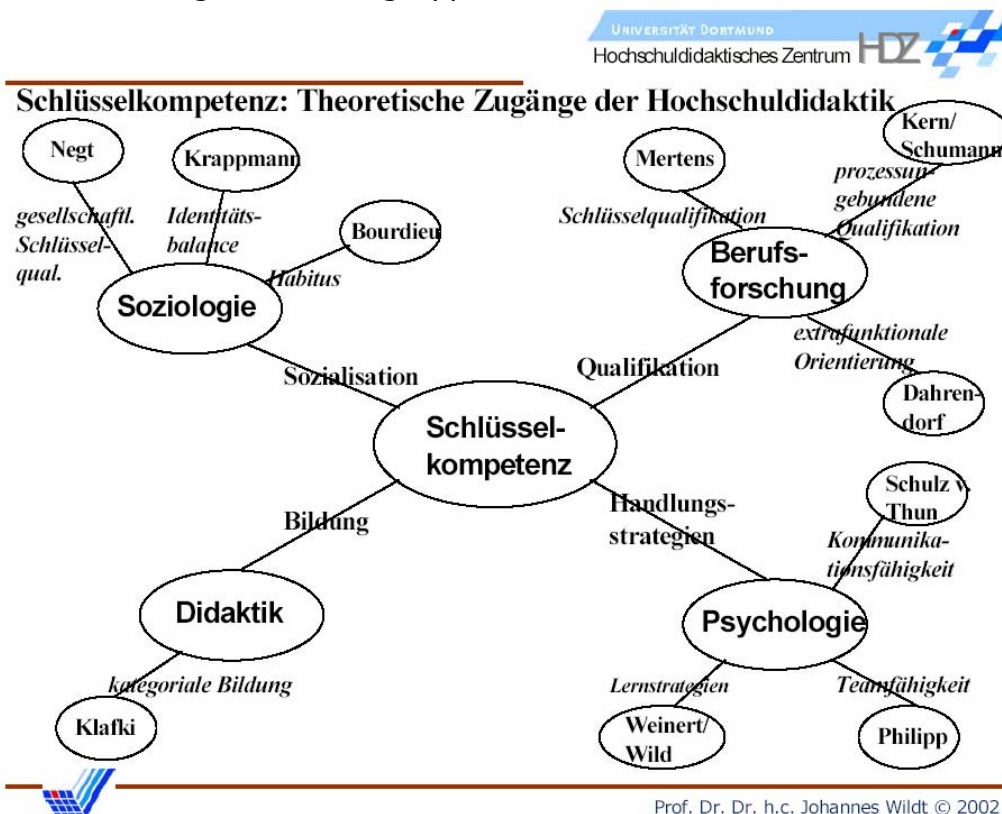 UNIVERSITÄT DORTMUND
Hochschuldidaktisches Zentrum HDZ
Schlüsselkompetenz: Theoretische Zugänge der Hochschuldidaktik
Negt
Krappmann
Bourdieu
gesellschaftl.
Schlüssel-
qual.
Identitäts-
balance
Habitus
Soziologie
Sozialisation
Mertens
Kern/
Schumann
Schlüsselqualifikation
prozessun-
gebundene
Qualifikation
Berufs-
forschung
extrafunktionale
Orientierung
Dahren-
dorf
Qualifikation
Schlüssel-
kompetenz
Bildung
Didaktik
kategoriale Bildung
Klafki
Handlungs-
strategien
Schulz v.
Thun
Kommunika-
tionsfähigkeit
Psychologie
Lernstrategien
Weinert/
Wild
Teamfähigkeit
Philipp
Prof. Dr. Dr. h.c. Johannes Wildt © 2002